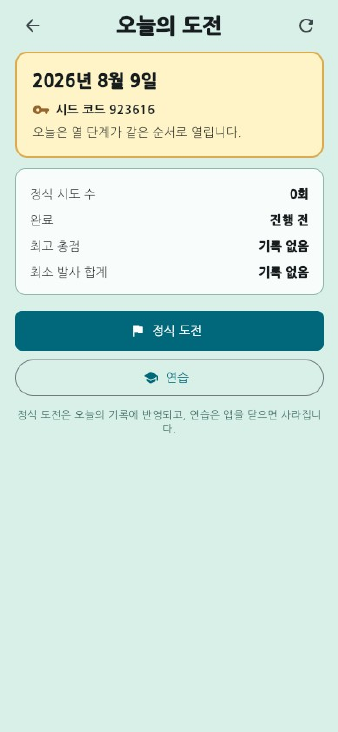 오늘의 도전
2026년 8월 9일
시드 코드 923616
오늘은 열 단계가 같은 순서로 열립니다.
정식 시도 수 0회
완료 진행 전
최고 총점 기록 없음
최소 발사 합계 기록 없음
정식 도전
연습
정식 도전은 오늘의 기록에 반영되고, 연습은 앱을 닫으면 사라집니
다.